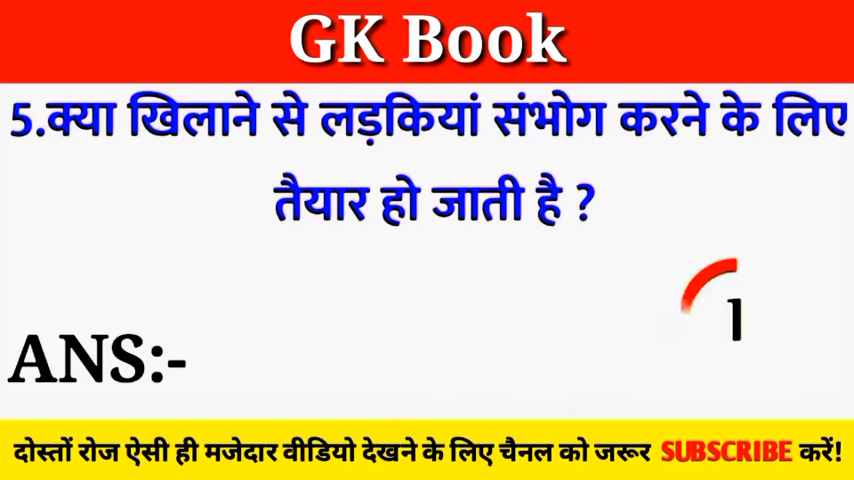 GK Book
5.क्या खिलाने से लड़कियां संभोग करने के लिए
तैयार हो जाती है ?
1
ANS:-
दोस्तों रोज ऐसी ही मजेदार वीडियो देखने के लिए चैनल को जरूर SUBSCRIBE करें!